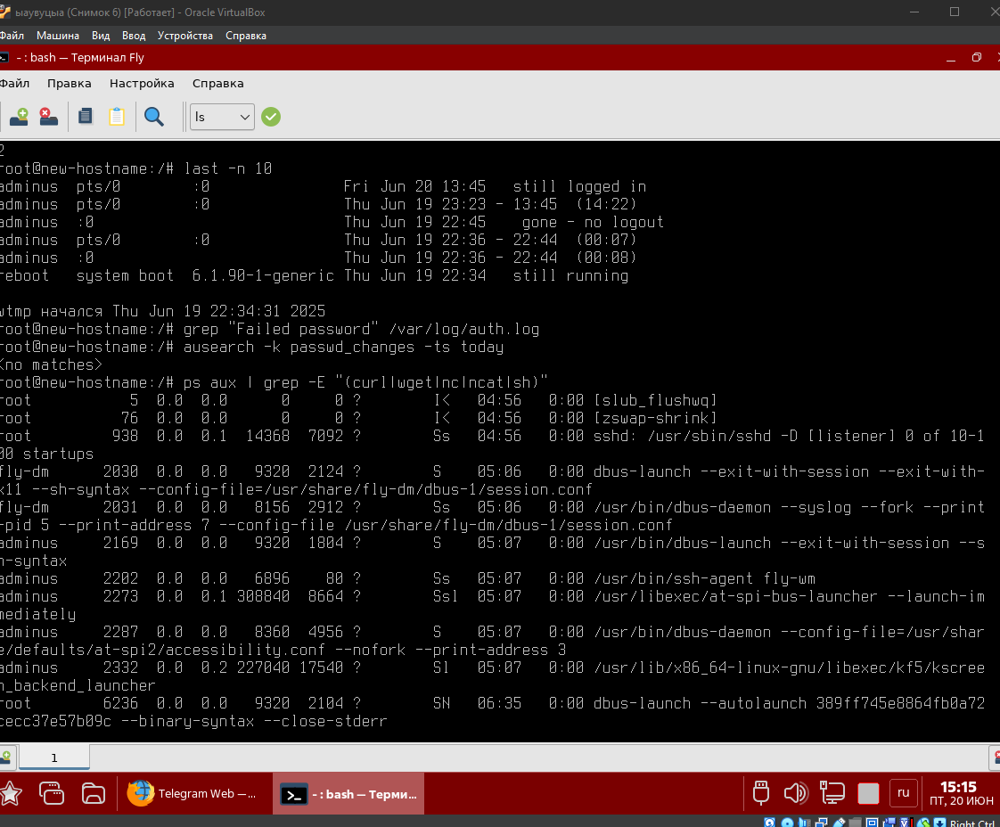 ыаувуцыа (Снимок 6) [Работает] - Oracle VirtualBox
Файл Машина Вид Ввод Устройства Справка
- : bash — Терминал Fly
Файл Правка Настройка Справка
ls
2
root@new-hostname:/# last -n 10
adminus  pts/0        :0               Fri Jun 20 13:45   still logged in
adminus  pts/0        :0               Thu Jun 19 23:23 - 13:45  (14:22)
adminus  :0                            Thu Jun 19 22:45    gone - no logout
adminus  pts/0        :0               Thu Jun 19 22:36 - 22:44  (00:07)
adminus  :0                            Thu Jun 19 22:36 - 22:44  (00:08)
reboot   system boot  6.1.90-1-generic Thu Jun 19 22:34   still running
wtmp начался Thu Jun 19 22:34:31 2025
root@new-hostname:/# grep "Failed password" /var/log/auth.log
root@new-hostname:/# ausearch -k passwd_changes -ts today
<no matches>
root@new-hostname:/# ps aux | grep -E "(curl|wget|nc|ncat|sh)"
root           5  0.0  0.0      0     0 ?        I<   04:56   0:00 [slub_flushwq]
root          76  0.0  0.0      0     0 ?        I<   04:56   0:00 [zswap-shrink]
root         938  0.0  0.1  14368  7092 ?        Ss   04:56   0:00 sshd: /usr/sbin/sshd -D [listener] 0 of 10-1
00 startups
fly-dm      2030  0.0  0.0   9320  2124 ?        S    05:06   0:00 dbus-launch --exit-with-session --exit-with-
x11 --sh-syntax --config-file=/usr/share/fly-dm/dbus-1/session.conf
fly-dm      2031  0.0  0.0   8156  2912 ?        Ss   05:06   0:00 /usr/bin/dbus-daemon --syslog --fork --print
-pid 5 --print-address 7 --config-file /usr/share/fly-dm/dbus-1/session.conf
adminus     2169  0.0  0.0   9320  1804 ?        S    05:07   0:00 /usr/bin/dbus-launch --exit-with-session --s
h-syntax
adminus     2202  0.0  0.0   6896    80 ?        Ss   05:07   0:00 /usr/bin/ssh-agent fly-wm
adminus     2273  0.0  0.1 308840  8664 ?        Ssl  05:07   0:00 /usr/libexec/at-spi-bus-launcher --launch-im
mediately
adminus     2287  0.0  0.0   8360  4956 ?        S    05:07   0:00 /usr/bin/dbus-daemon --config-file=/usr/shar
e/defaults/at-spi2/accessibility.conf --nofork --print-address 3
adminus     2332  0.0  0.2 227040 17540 ?        Sl   05:07   0:00 /usr/lib/x86_64-linux-gnu/libexec/kf5/kscree
n_backend_launcher
root        6236  0.0  0.0   9320  2104 ?        SN   06:35   0:00 dbus-launch --autolaunch 389ff745e8864fb0a72
cecc37e57b09c --binary-syntax --close-stderr
1
Telegram Web —...
- : bash — Терми...
ru
15:15
ПТ, 20 ИЮН
Right Ctrl